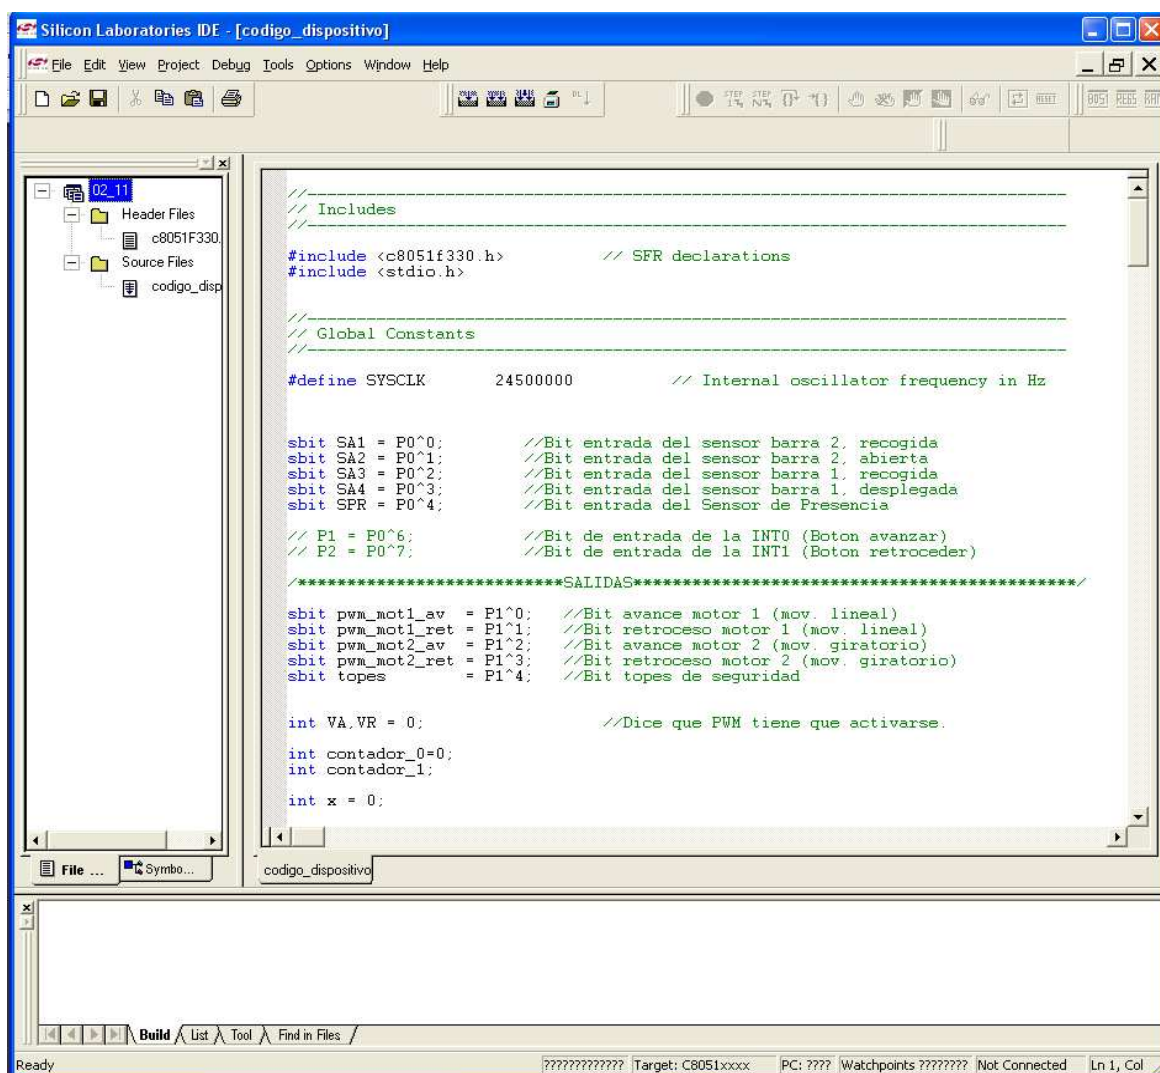 Silicon Laboratories IDE - [codigo_dispositivo]
File Edit View Project Debug Tools Options Window Help
02_11
Header Files
c8051F330.
Source Files
codigo_disp
File ...
Symbo...
//------------------------------------------------------------------------------
// Includes
//------------------------------------------------------------------------------
#include <c8051f330.h> // SFR declarations
#include <stdio.h>
//------------------------------------------------------------------------------
// Global Constants
//------------------------------------------------------------------------------
#define SYSCLK 24500000 // Internal oscillator frequency in Hz
sbit SA1 = P0^0; //Bit entrada del sensor barra 2, recogida
sbit SA2 = P0^1; //Bit entrada del sensor barra 2, abierta
sbit SA3 = P0^2; //Bit entrada del sensor barra 1, recogida
sbit SA4 = P0^3; //Bit entrada del sensor barra 1, desplegada
sbit SPR = P0^4; //Bit entrada del Sensor de Presencia
// P1 = P0^6; //Bit de entrada de la INT0 (Boton avanzar)
// P2 = P0^7; //Bit de entrada de la INT1 (Boton retroceder)
/***************************SALIDAS*********************************************/
sbit pwm_mot1_av = P1^0; //Bit avance motor 1 (mov. lineal)
sbit pwm_mot1_ret = P1^1; //Bit retroceso motor 1 (mov. lineal)
sbit pwm_mot2_av = P1^2; //Bit avance motor 2 (mov. giratorio)
sbit pwm_mot2_ret = P1^3; //Bit retroceso motor 2 (mov. giratorio)
sbit topes = P1^4; //Bit topes de seguridad
int VA,VR = 0; //Dice que PWM tiene que activarse.
int contador_0=0;
int contador_1;
int x = 0;
codigo_dispositivo
Build List Tool Find in Files
Ready ????????????? Target: C8051xxxx PC: ???? Watchpoints ???????? Not Connected Ln 1, Col